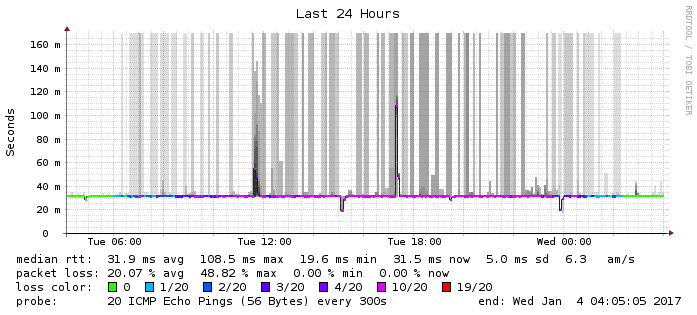 Last 24 Hours
RRDTOOL / TOBI OETIKER
Seconds
160 m
140 m
120 m
100 m
80 m
60 m
40 m
20 m
0
Tue 06:00 Tue 12:00 Tue 18:00 Wed 00:00
median rtt: 31.9 ms avg 108.5 ms max 19.6 ms min 31.5 ms now 5.0 ms sd 6.3 am/s
packet loss: 20.07 % avg 48.82 % max 0.00 % min 0.00 % now
loss color: 0 1/20 2/20 3/20 4/20 10/20 19/20
probe: 20 ICMP Echo Pings (56 Bytes) every 300s end: Wed Jan 4 04:05:05 2017